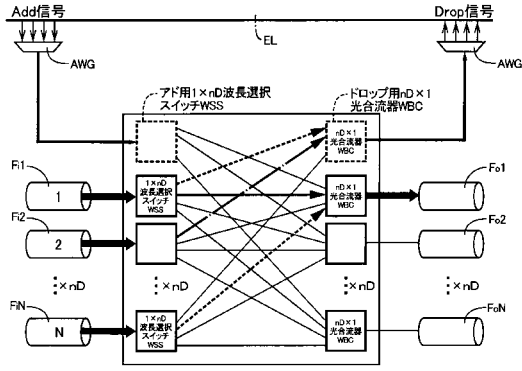 Add信号
Drop信号
EL
AWG
AWG
アド用1×nD波長選択
スイッチWSS
ドロップ用nD×1
光合流器WBC
nD×1
光合流器
WBC
Fi1
1
1×nD
波長選択
スイッチ
WSS
nD×1
光合流器
WBC
Fo1
Fi2
2
Fo2
⋮×nD
⋮×nD
⋮×nD
⋮×nD
FiN
N
1×nD
波長選択
スイッチ
WSS
nD×1
光合流器
WBC
FoN